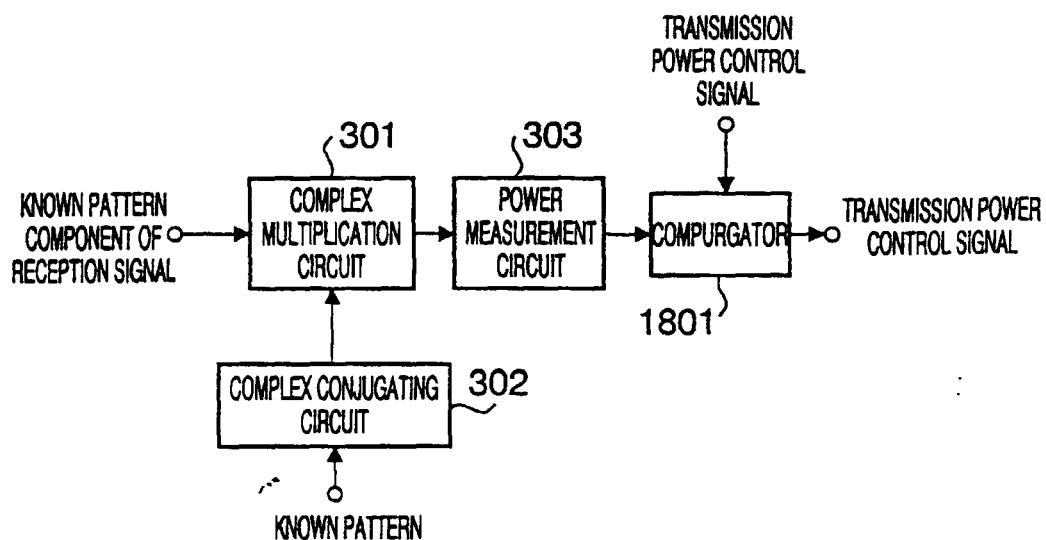 TRANSMISSION
POWER CONTROL
SIGNAL
301
303
KNOWN PATTERN
COMPONENT OF
RECEPTION SIGNAL
COMPLEX
MULTIPLICATION
CIRCUIT
POWER
MEASUREMENT
CIRCUIT
COMPURGATOR
TRANSMISSION POWER
CONTROL SIGNAL
1801
COMPLEX CONJUGATING
CIRCUIT
302
KNOWN PATTERN